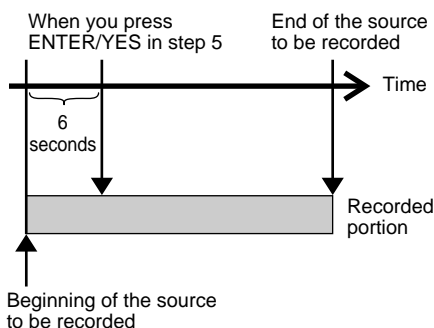 When you press
ENTER/YES in step 5
End of the source
to be recorded
Time
6
seconds
Recorded
portion
Beginning of the source
to be recorded